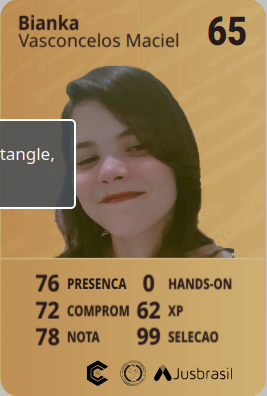 Bianka 65
Vasconcelos Maciel
tangle,
76 PRESENCA 0 HANDS-ON
72 COMPROM 62 XP
78 NOTA 99 SELECAO
Jusbrasil